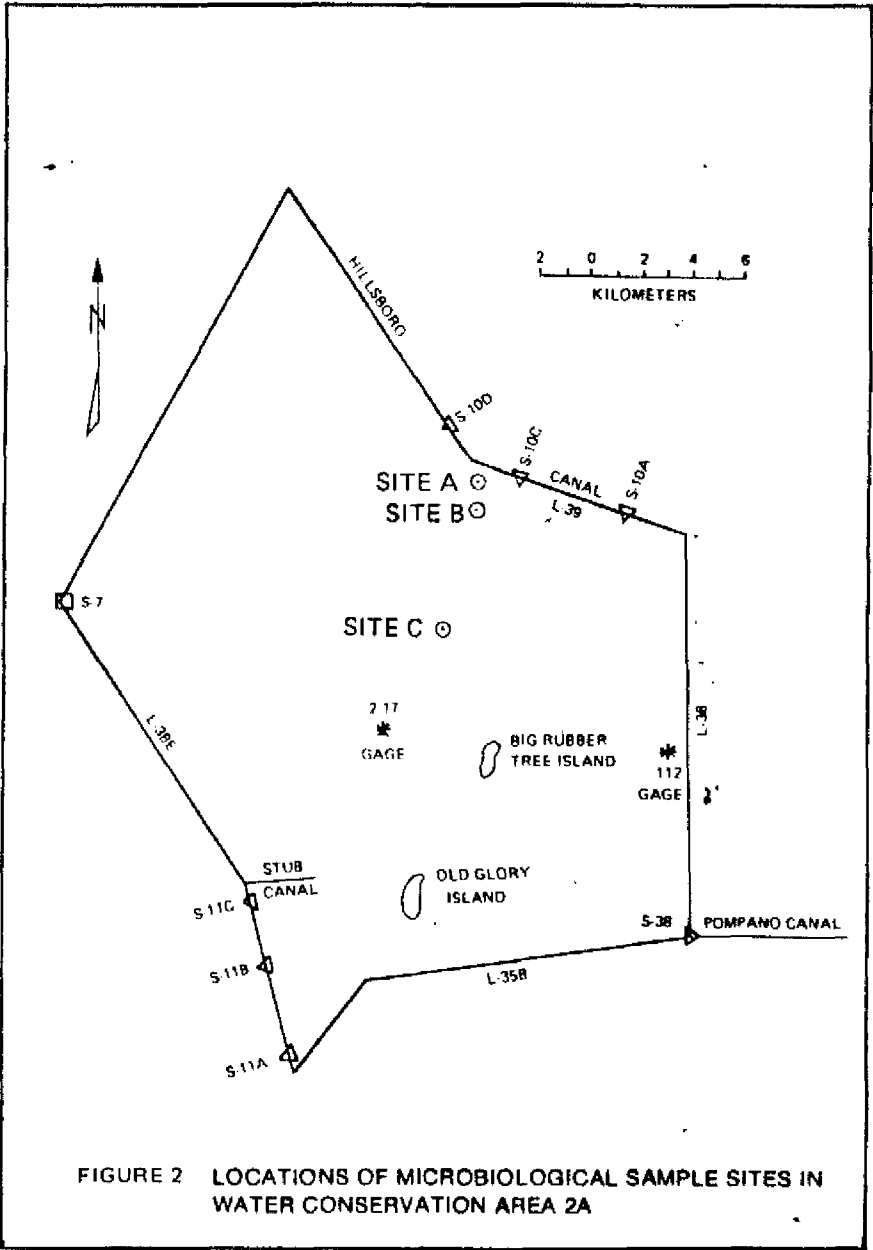 HILLSBORO
2 0 2 4 6
KILOMETERS
N
S-10D
S-10C
CANAL
S-10A
L-39
SITE A
SITE B
S-7
SITE C
L-38
L-38E
2 17
GAGE
BIG RUBBER
TREE ISLAND
112
GAGE
STUB
CANAL
OLD GLORY
ISLAND
S-11C
S-38
POMPANO CANAL
S-11B
L-35B
S-11A
FIGURE 2 LOCATIONS OF MICROBIOLOGICAL SAMPLE SITES IN
WATER CONSERVATION AREA 2A